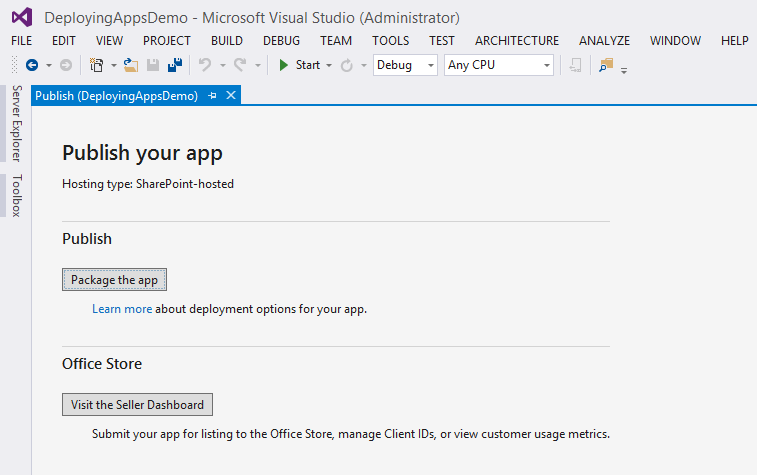 DeployingAppsDemo - Microsoft Visual Studio (Administrator)
FILE EDIT VIEW PROJECT BUILD DEBUG TEAM TOOLS TEST ARCHITECTURE ANALYZE WINDOW HELP
Start Debug Any CPU
Server Explorer
Toolbox
Publish (DeployingAppsDemo)
Publish your app
Hosting type: SharePoint-hosted
Publish
Package the app
Learn more about deployment options for your app.
Office Store
Visit the Seller Dashboard
Submit your app for listing to the Office Store, manage Client IDs, or view customer usage metrics.